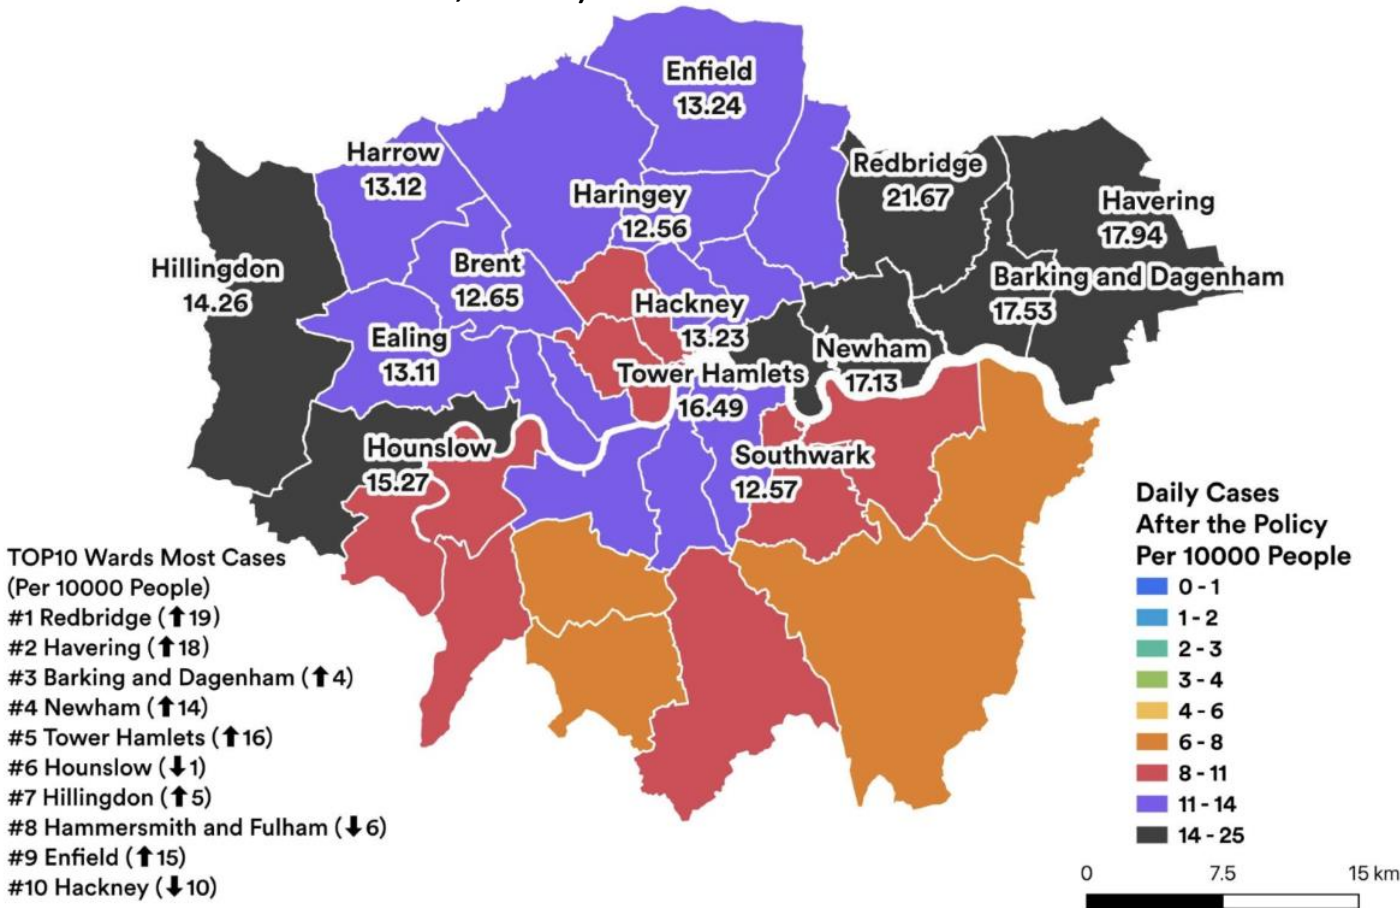 Enfield
13.24
Harrow
13.12
Redbridge
21.67
Haringey
12.56
Havering
17.94
Hillingdon
14.26
Brent
12.65
Barking and Dagenham
17.53
Hackney
13.23
Ealing
13.11
Newham
17.13
Tower Hamlets
16.49
Hounslow
15.27
Southwark
12.57
Daily Cases
After the Policy
Per 10000 People
0 - 1
1 - 2
2 - 3
3 - 4
4 - 6
6 - 8
8 - 11
11 - 14
14 - 25
TOP10 Wards Most Cases
(Per 10000 People)
#1 Redbridge (⬆19)
#2 Havering (⬆18)
#3 Barking and Dagenham (⬆4)
#4 Newham (⬆14)
#5 Tower Hamlets (⬆16)
#6 Hounslow (⬇1)
#7 Hillingdon (⬆5)
#8 Hammersmith and Fulham (⬇6)
#9 Enfield (⬆15)
#10 Hackney (⬇10)
0 7.5 15 km